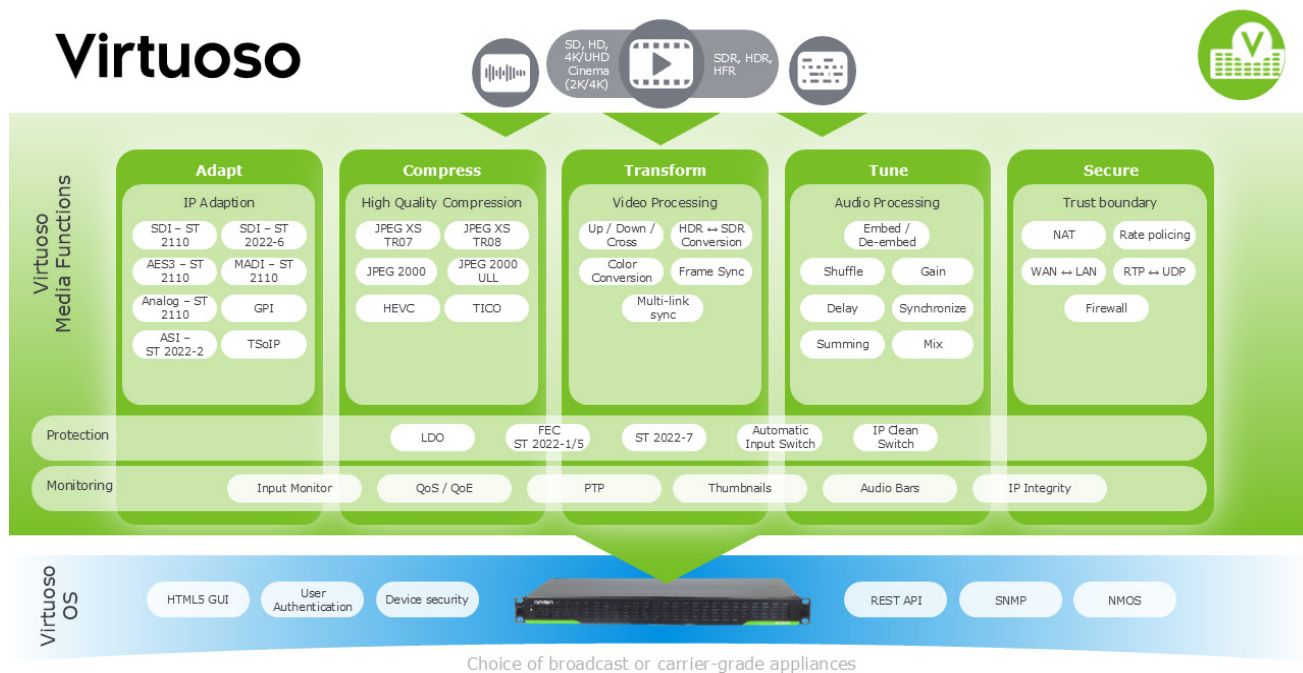 Virtuoso
SD, HD,
4K/UHD
Cinema
(2K/4K)
SDR, HDR,
HFR
V
Virtuoso
Media Functions
Adapt
IP Adaption
SDI – ST
2110
SDI – ST
2022-6
AES3 – ST
2110
MADI – ST
2110
Analog – ST
2110
GPI
ASI –
ST 2022-2
TSoIP
Compress
High Quality Compression
JPEG XS
TR07
JPEG XS
TR08
JPEG 2000
JPEG 2000
ULL
HEVC
TICO
Transform
Video Processing
Up / Down /
Cross
HDR ↔ SDR
Conversion
Color
Conversion
Frame Sync
Multi-link
sync
Tune
Audio Processing
Embed /
De-embed
Shuffle
Gain
Delay
Synchronize
Summing
Mix
Secure
Trust boundary
NAT
Rate policing
WAN ↔ LAN
RTP ↔ UDP
Firewall
Protection
LDO
FEC
ST 2022-1/5
ST 2022-7
Automatic
Input Switch
IP Clean
Switch
Monitoring
Input Monitor
QoS / QoE
PTP
Thumbnails
Audio Bars
IP Integrity
Virtuoso
OS
HTML5 GUI
User
Authentication
Device security
nevion
REST API
SNMP
NMOS
Choice of broadcast or carrier-grade appliances